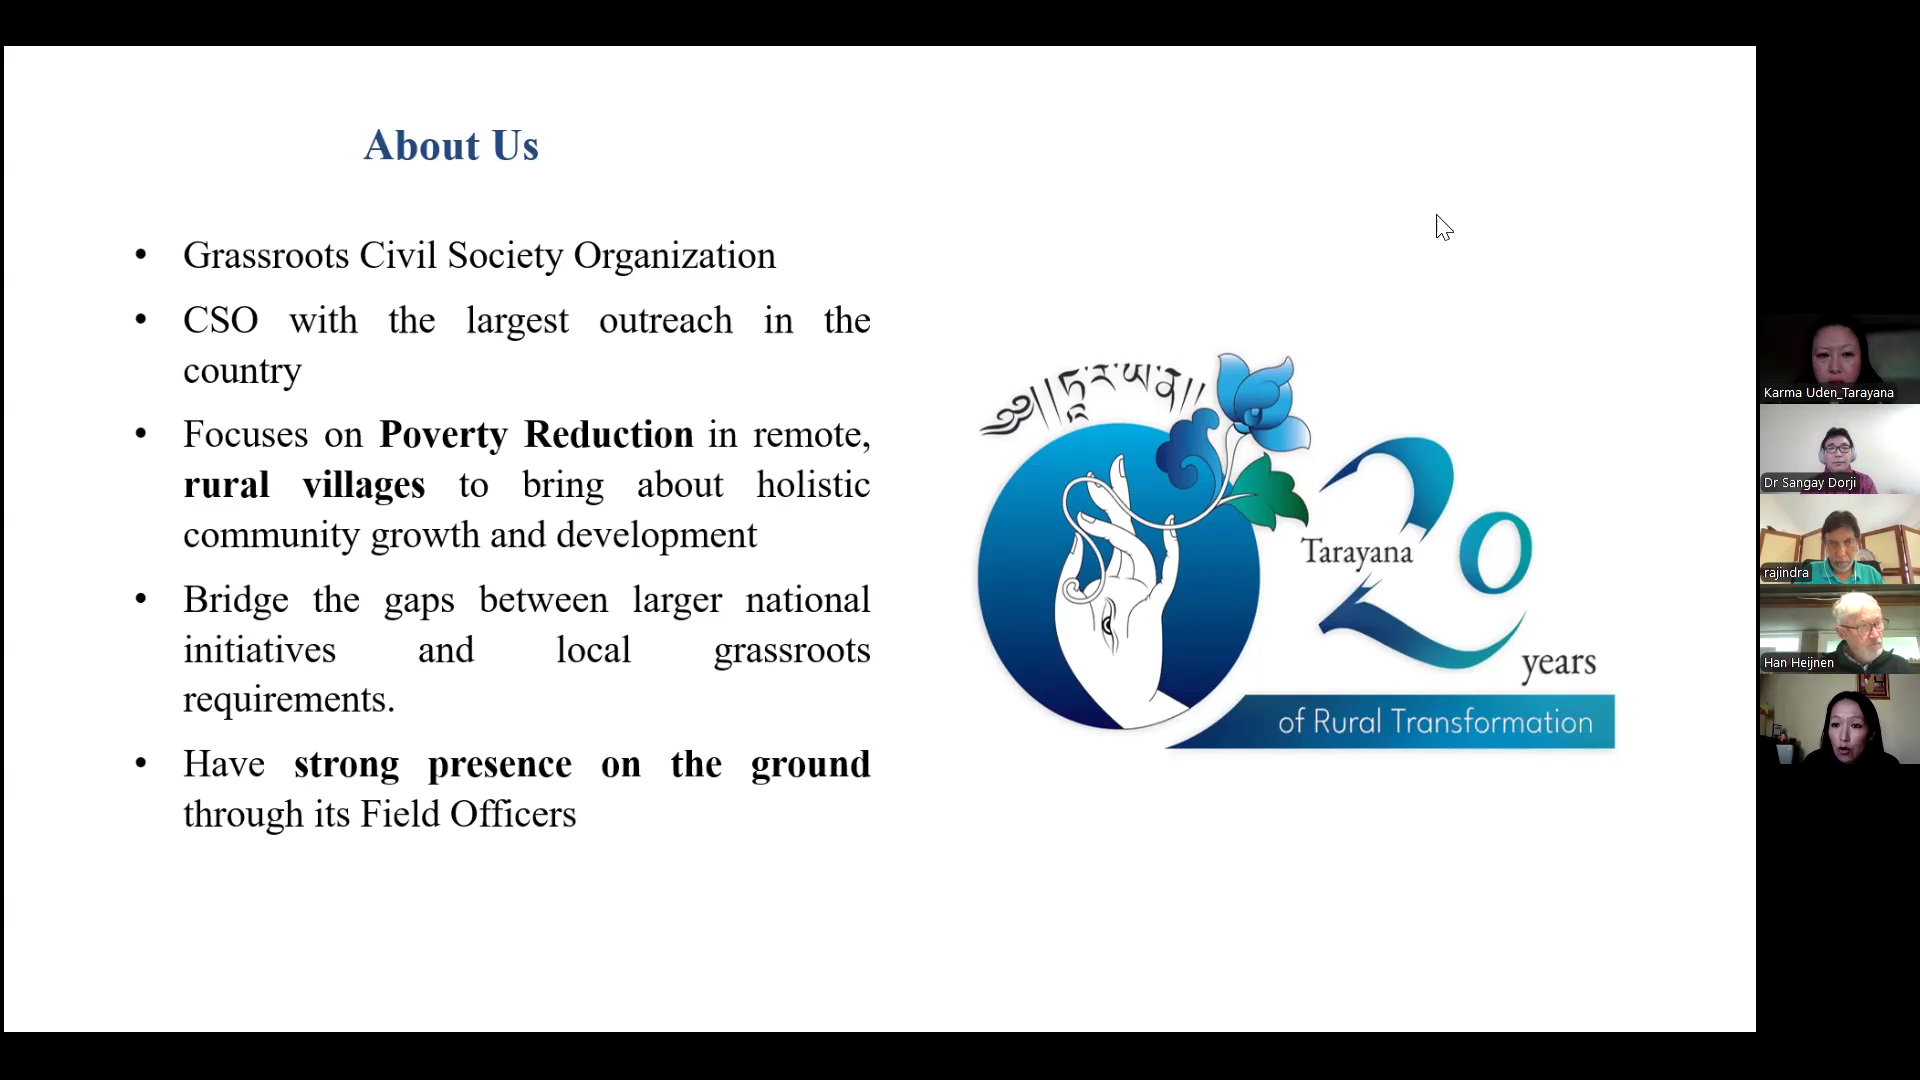 About Us
• Grassroots Civil Society Organization
• CSO with the largest outreach in the
country
• Focuses on Poverty Reduction in remote,
rural villages to bring about holistic
community growth and development
• Bridge the gaps between larger national
initiatives and local grassroots
requirements.
• Have strong presence on the ground
through its Field Officers
༄།།ཏཱ་ར་ཡ་ན།།
Tarayana
20
years
of Rural Transformation
Karma Uden_Tarayana
Dr Sangay Dorji
rajindra
Han Heijnen